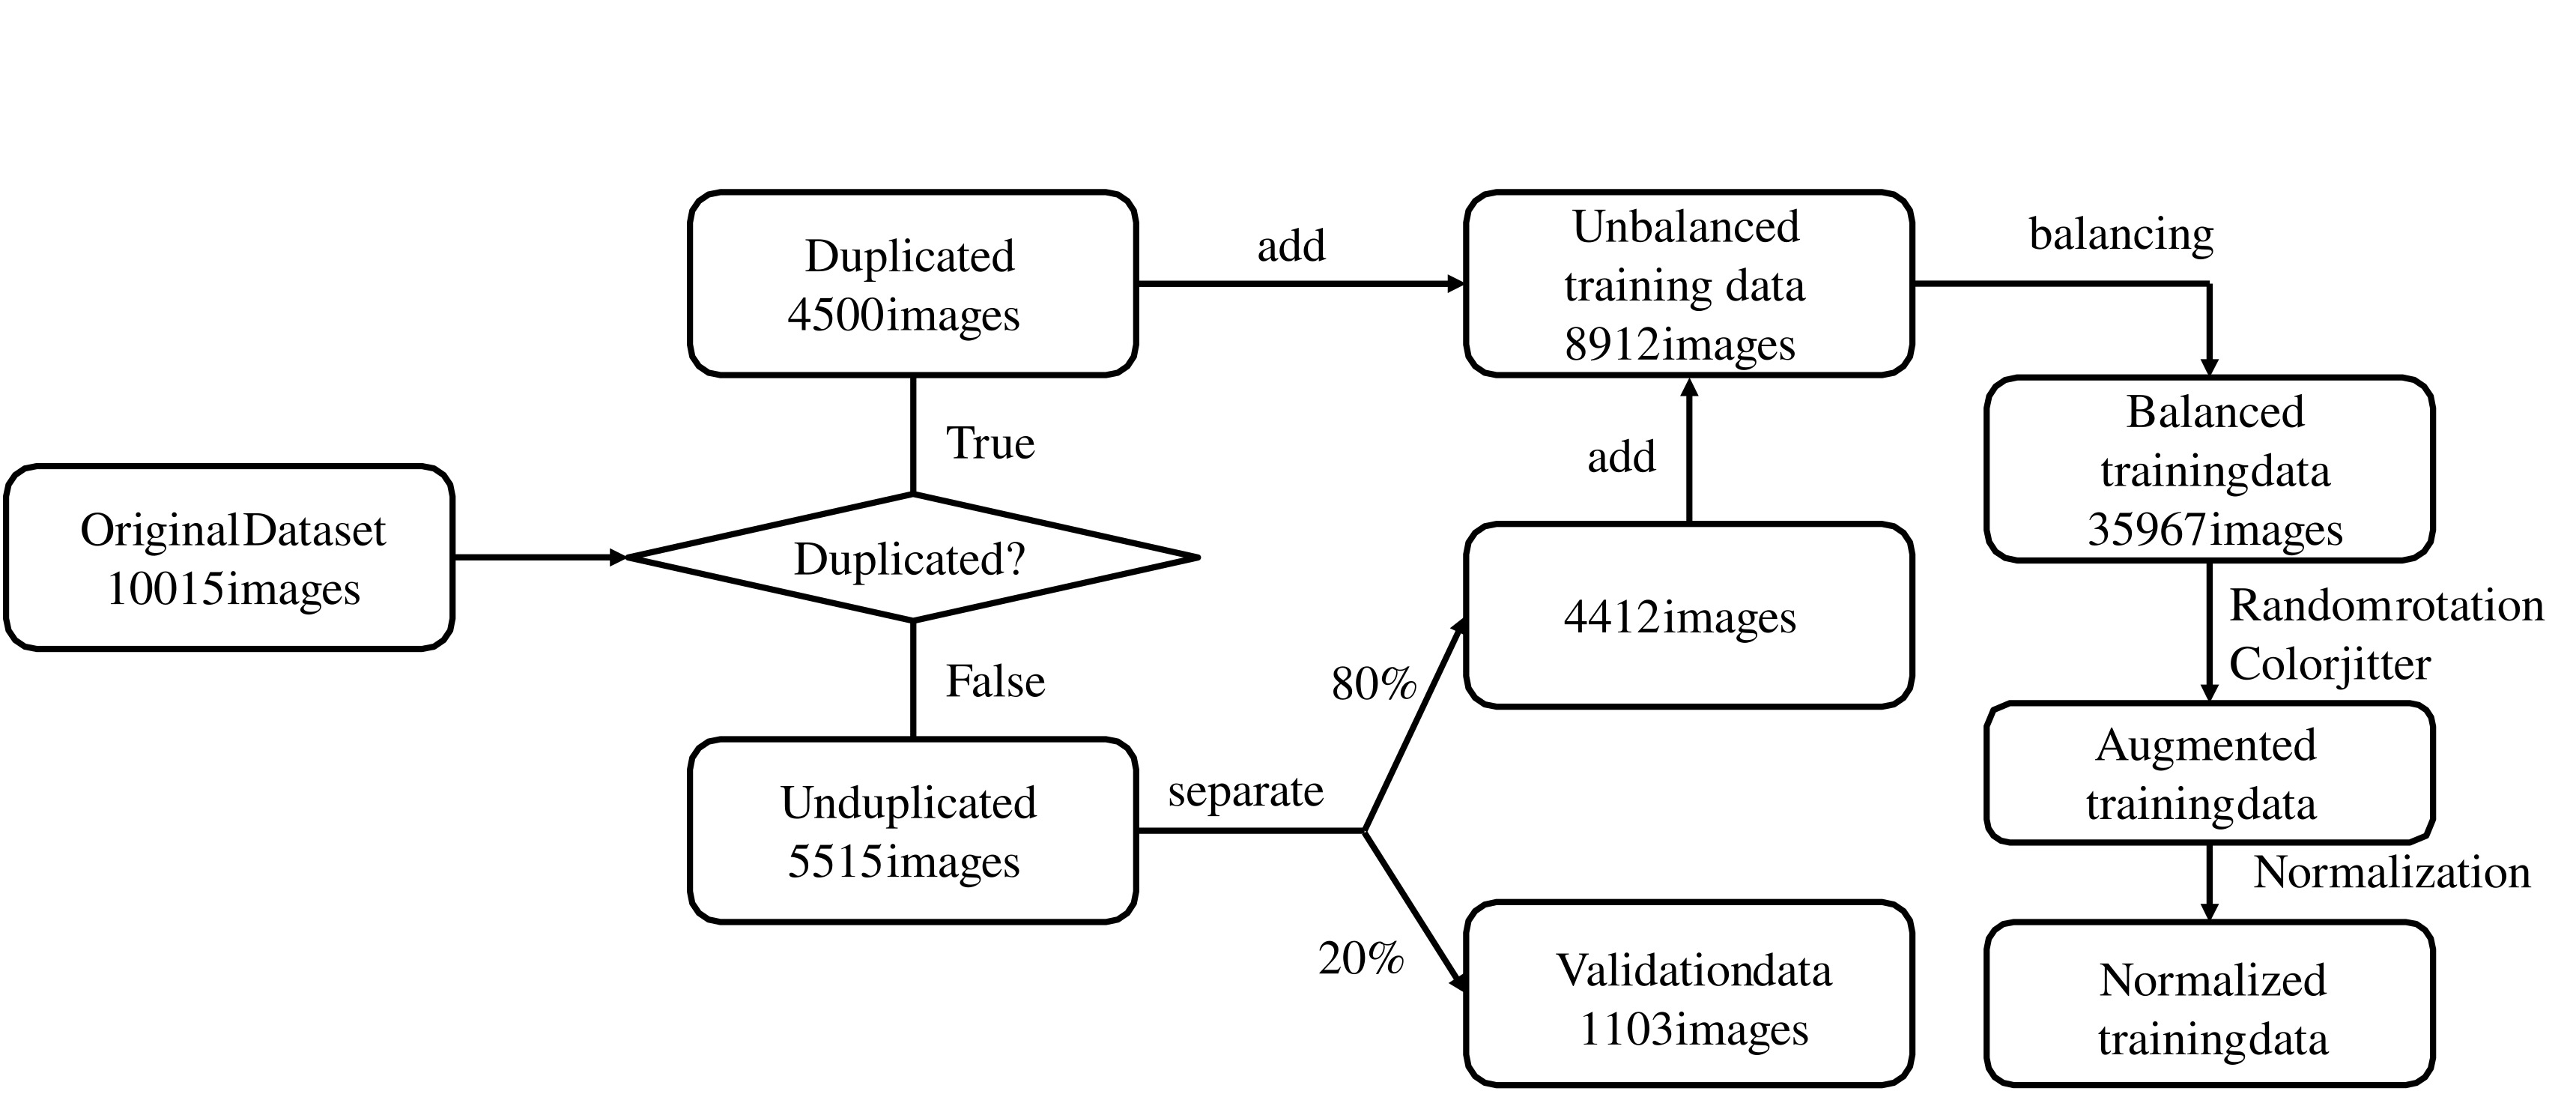 OriginalDataset
10015images
Duplicated?
True
False
Duplicated
4500images
add
Unduplicated
5515images
separate
80%
20%
4412images
add
Validationdata
1103images
Unbalanced
training data
8912images
balancing
Balanced
trainingdata
35967images
Randomrotation
Colorjitter
Augmented
trainingdata
Normalization
Normalized
trainingdata